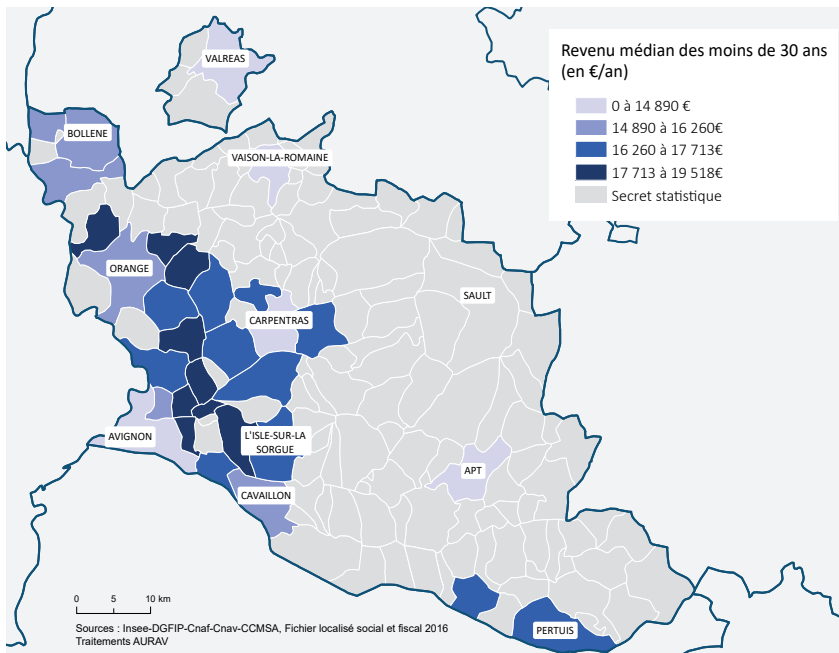 Revenu médian des moins de 30 ans
(en €/an)
0 à 14 890 €
14 890 à 16 260€
16 260 à 17 713€
17 713 à 19 518€
Secret statistique
VALREAS
BOLLENE
VAISON-LA-ROMAINE
ORANGE
SAULT
CARPENTRAS
AVIGNON
L'ISLE-SUR-LA
SORGUE
APT
CAVAILLON
PERTUIS
0 5 10 km
Sources : Insee-DGFIP-Cnaf-Cnav-CCMSA, Fichier localisé social et fiscal 2016
Traitements AURAV